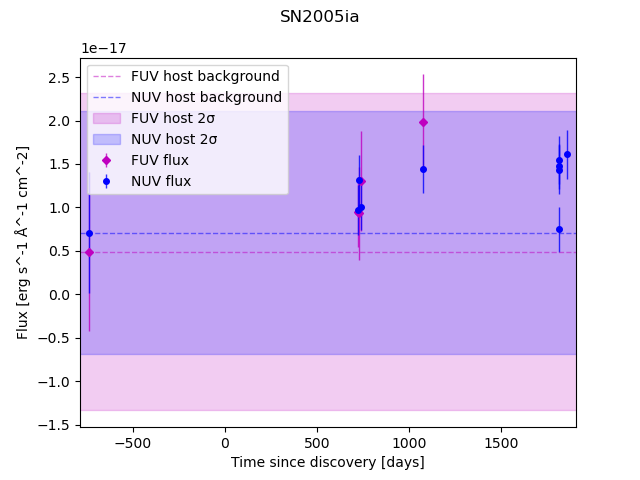 SN2005ia
1e−17
FUV host background
NUV host background
FUV host 2σ
NUV host 2σ
FUV flux
NUV flux
2.5
2.0
1.5
1.0
0.5
0.0
−0.5
−1.0
−1.5
Flux [erg s^-1 Å^-1 cm^-2]
−500
0
500
1000
1500
Time since discovery [days]